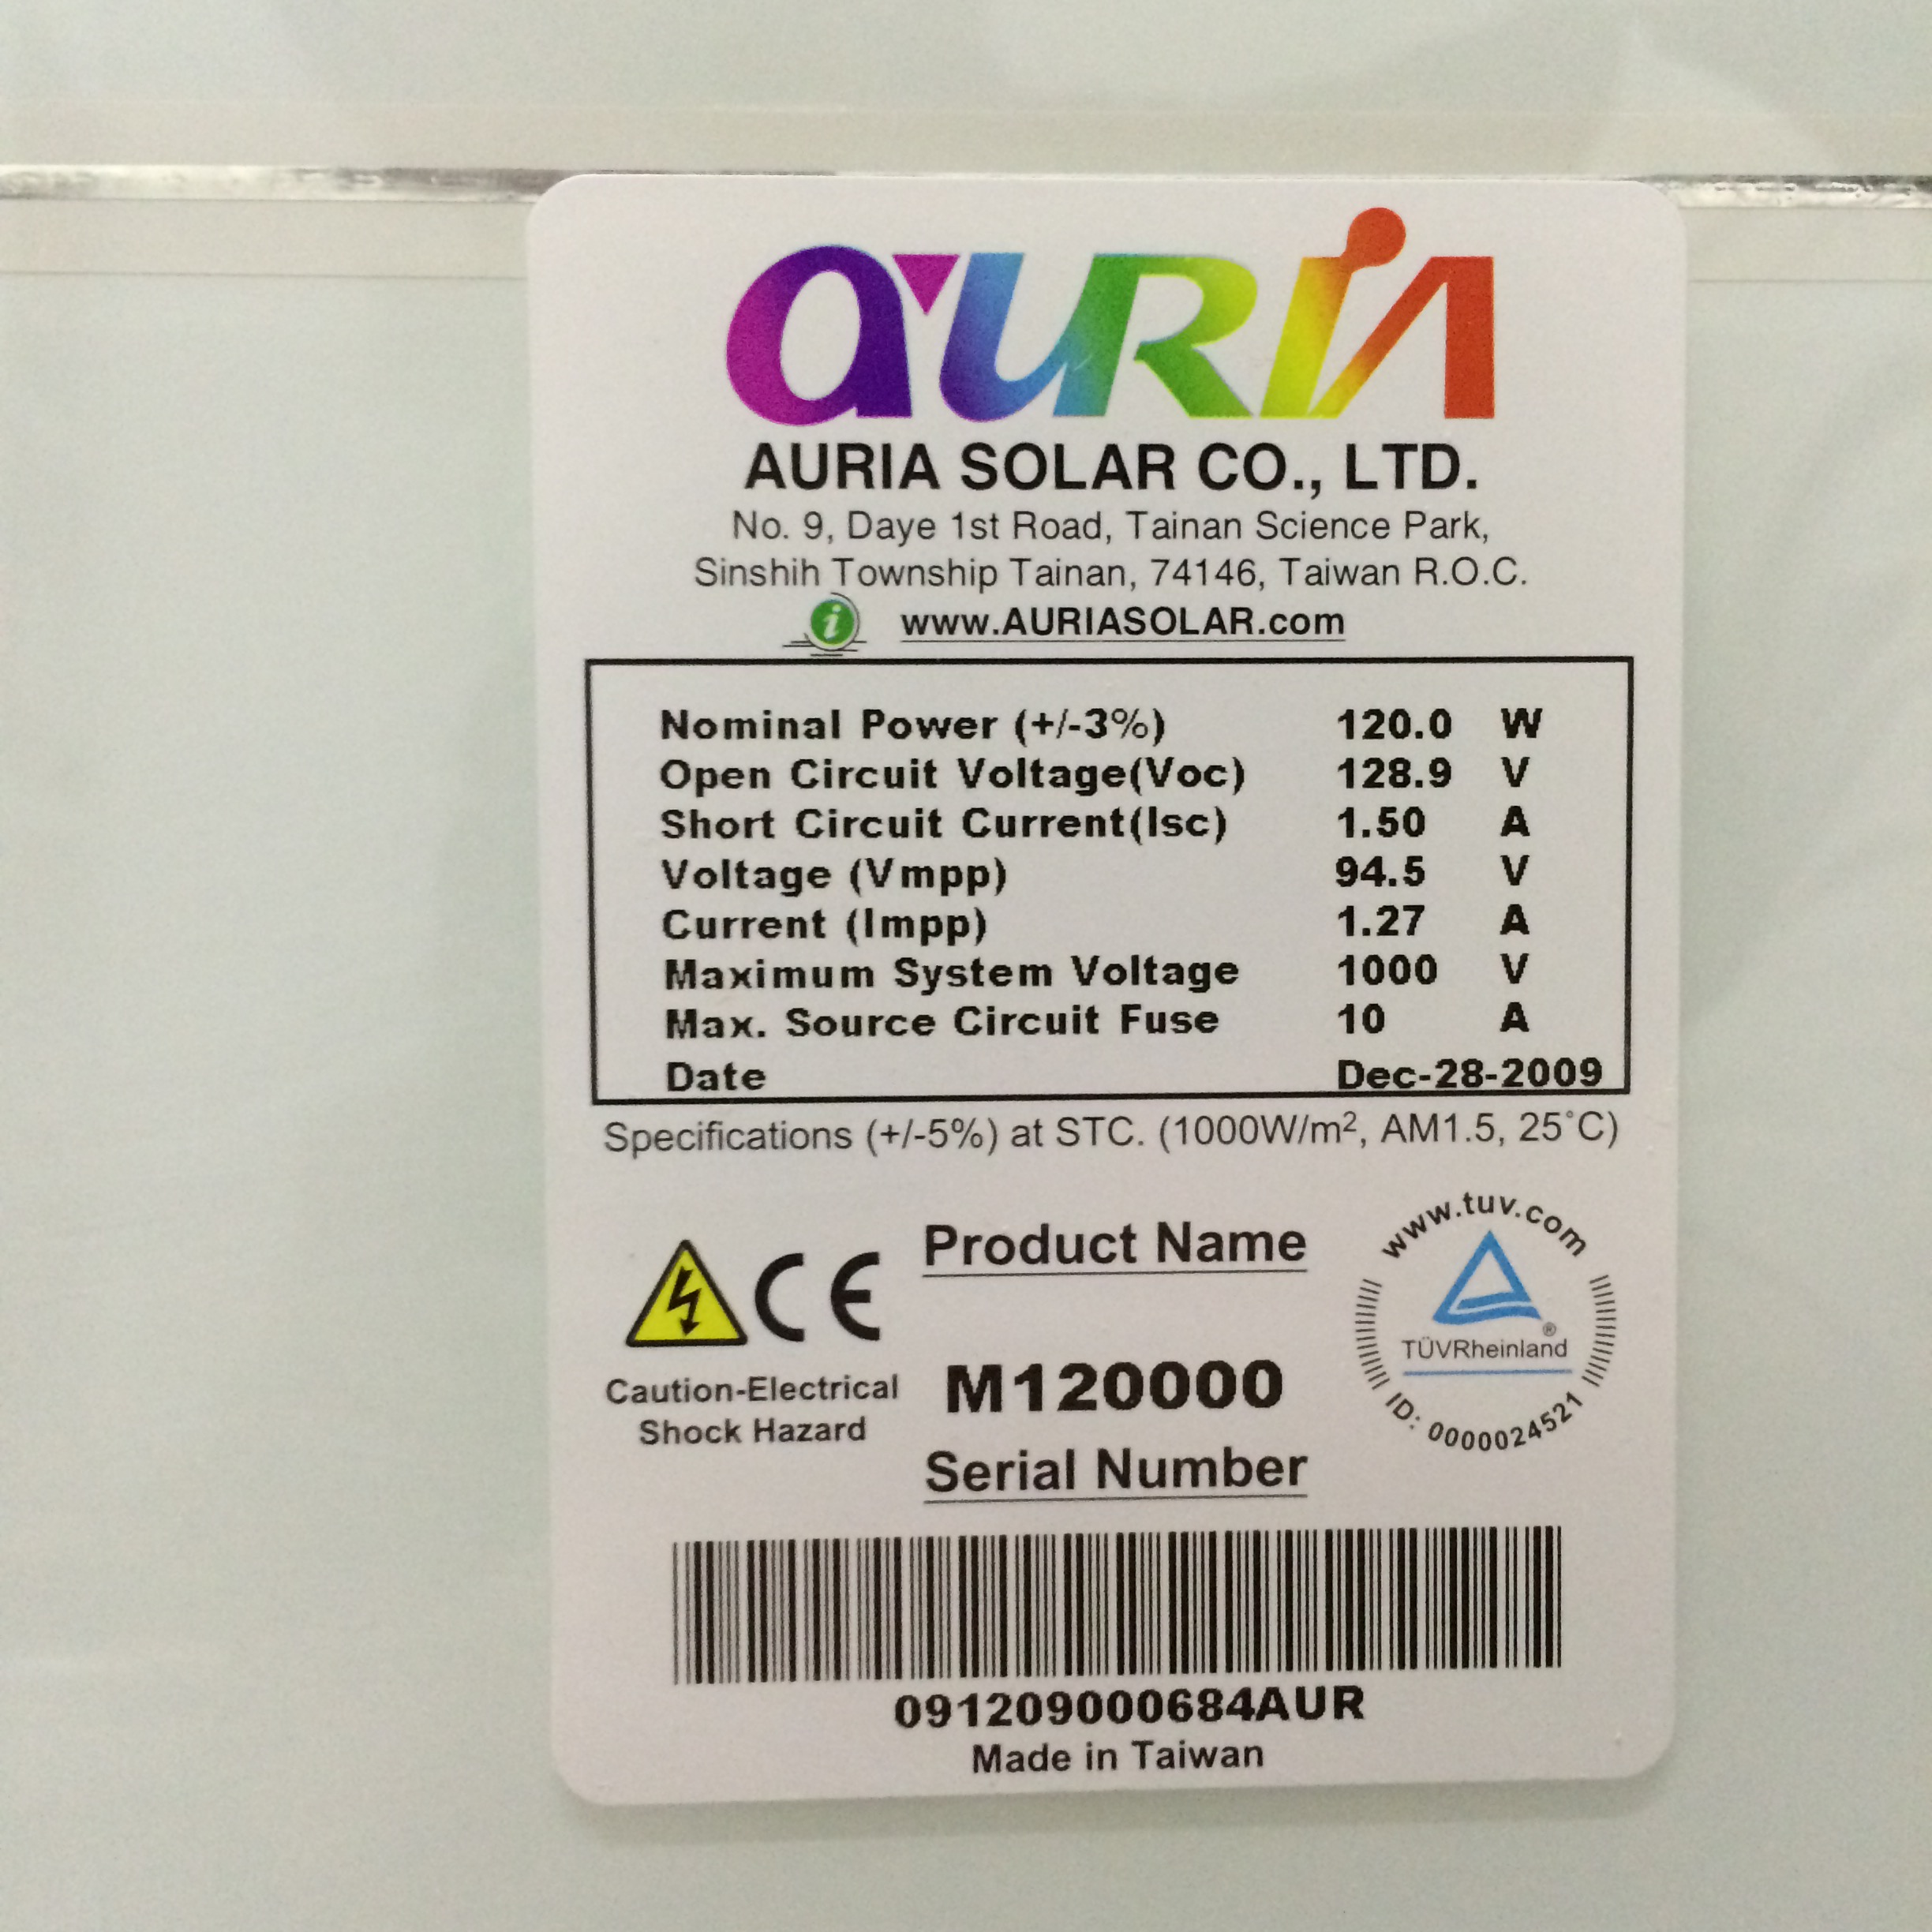 aURIA
AURIA SOLAR CO., LTD.
No. 9, Daye 1st Road, Tainan Science Park,
Sinshih Township Tainan, 74146, Taiwan R.O.C.
i www.AURIASOLAR.com
Nominal Power (+/-3%) 120.0 W
Open Circuit Voltage(Voc) 128.9 V
Short Circuit Current(Isc) 1.50 A
Voltage (Vmpp) 94.5 V
Current (Impp) 1.27 A
Maximum System Voltage 1000 V
Max. Source Circuit Fuse 10 A
Date Dec-28-2009
Specifications (+/-5%) at STC. (1000W/m², AM1.5, 25°C)
CE
Caution-Electrical
Shock Hazard
Product Name
M120000
Serial Number
www.tuv.com
TÜVRheinland®
ID: 0000024521
091209000684AUR
Made in Taiwan